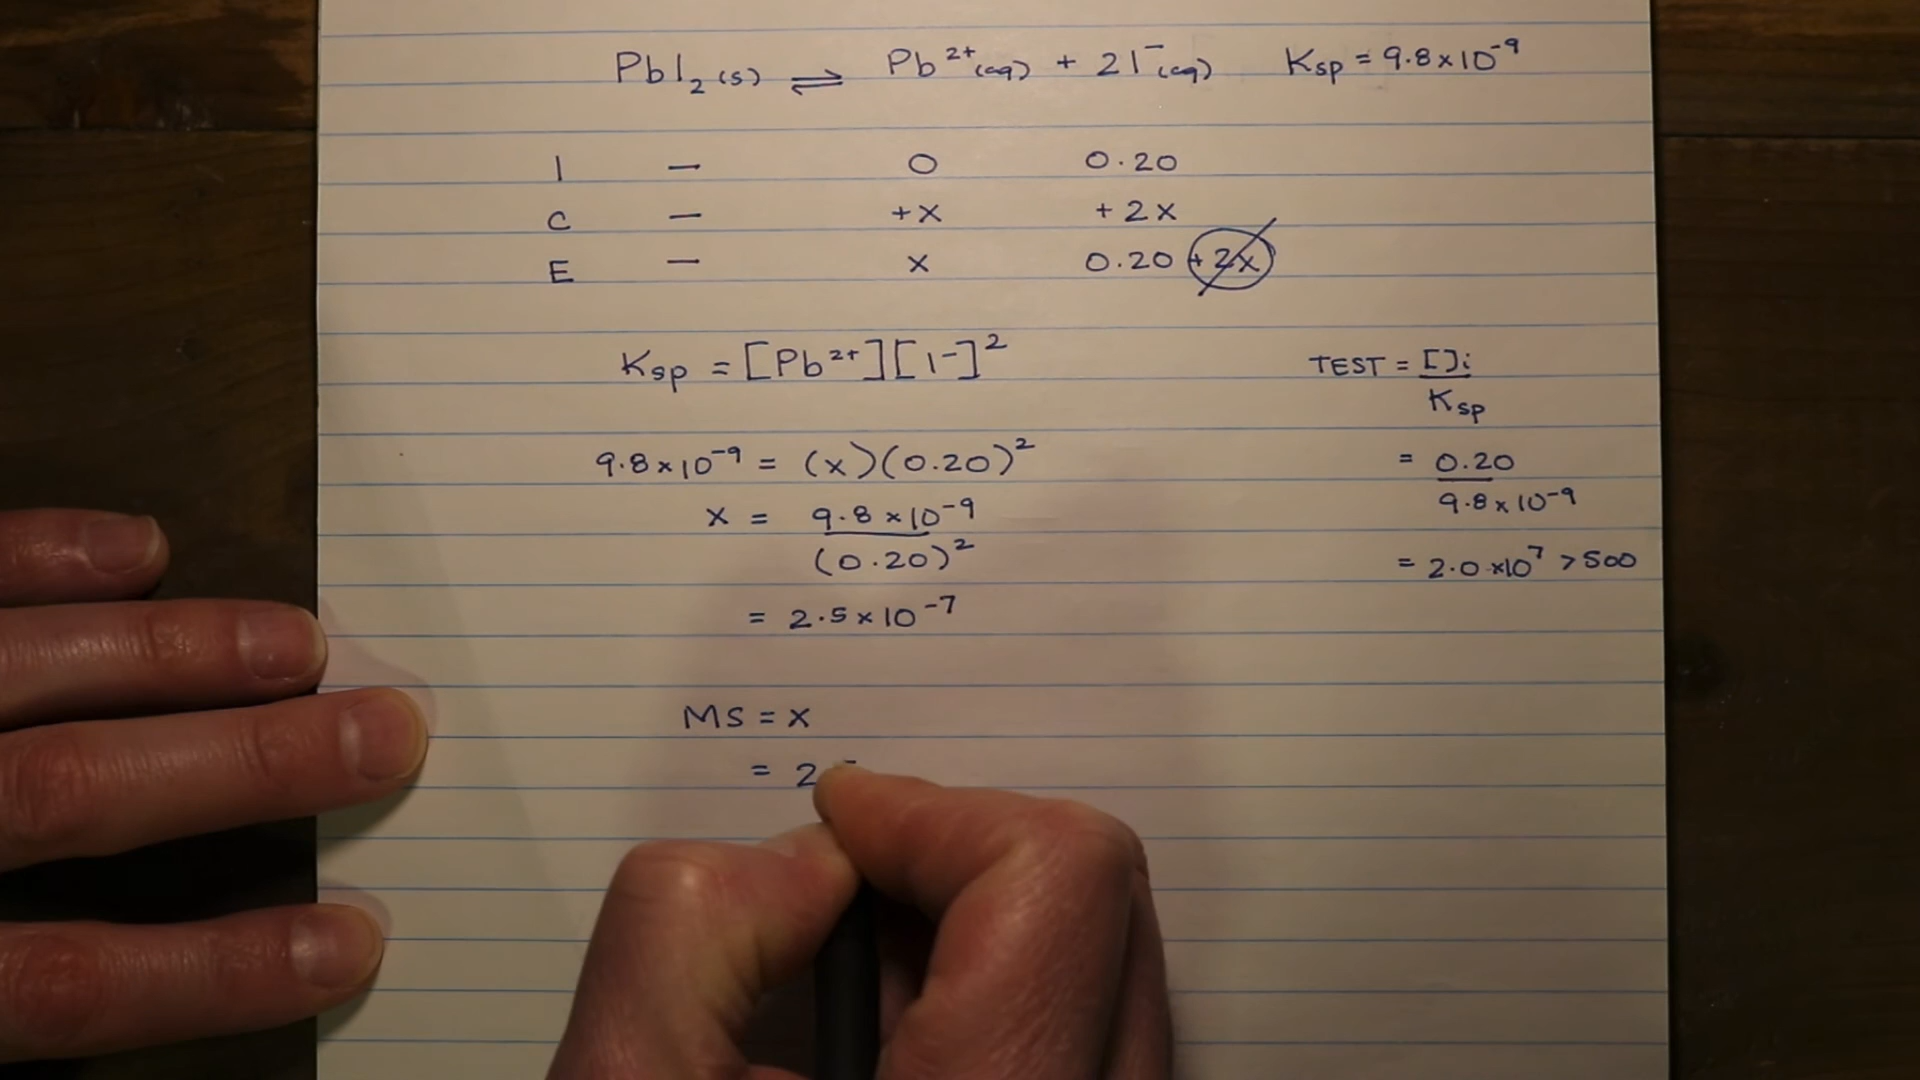 PbI₂(s) ⇌ Pb²⁺(aq) + 2I⁻(aq) Ksp = 9.8×10⁻⁹
I — 0 0.20
C — +x +2x
E — x 0.20 +2x
Ksp = [Pb²⁺][I⁻]²
9.8×10⁻⁹ = (x)(0.20)²
x = 9.8×10⁻⁹
(0.20)²
= 2.5×10⁻⁷
MS = x
= 2
TEST = []i
Ksp
= 0.20
9.8×10⁻⁹
= 2.0×10⁷ > 500